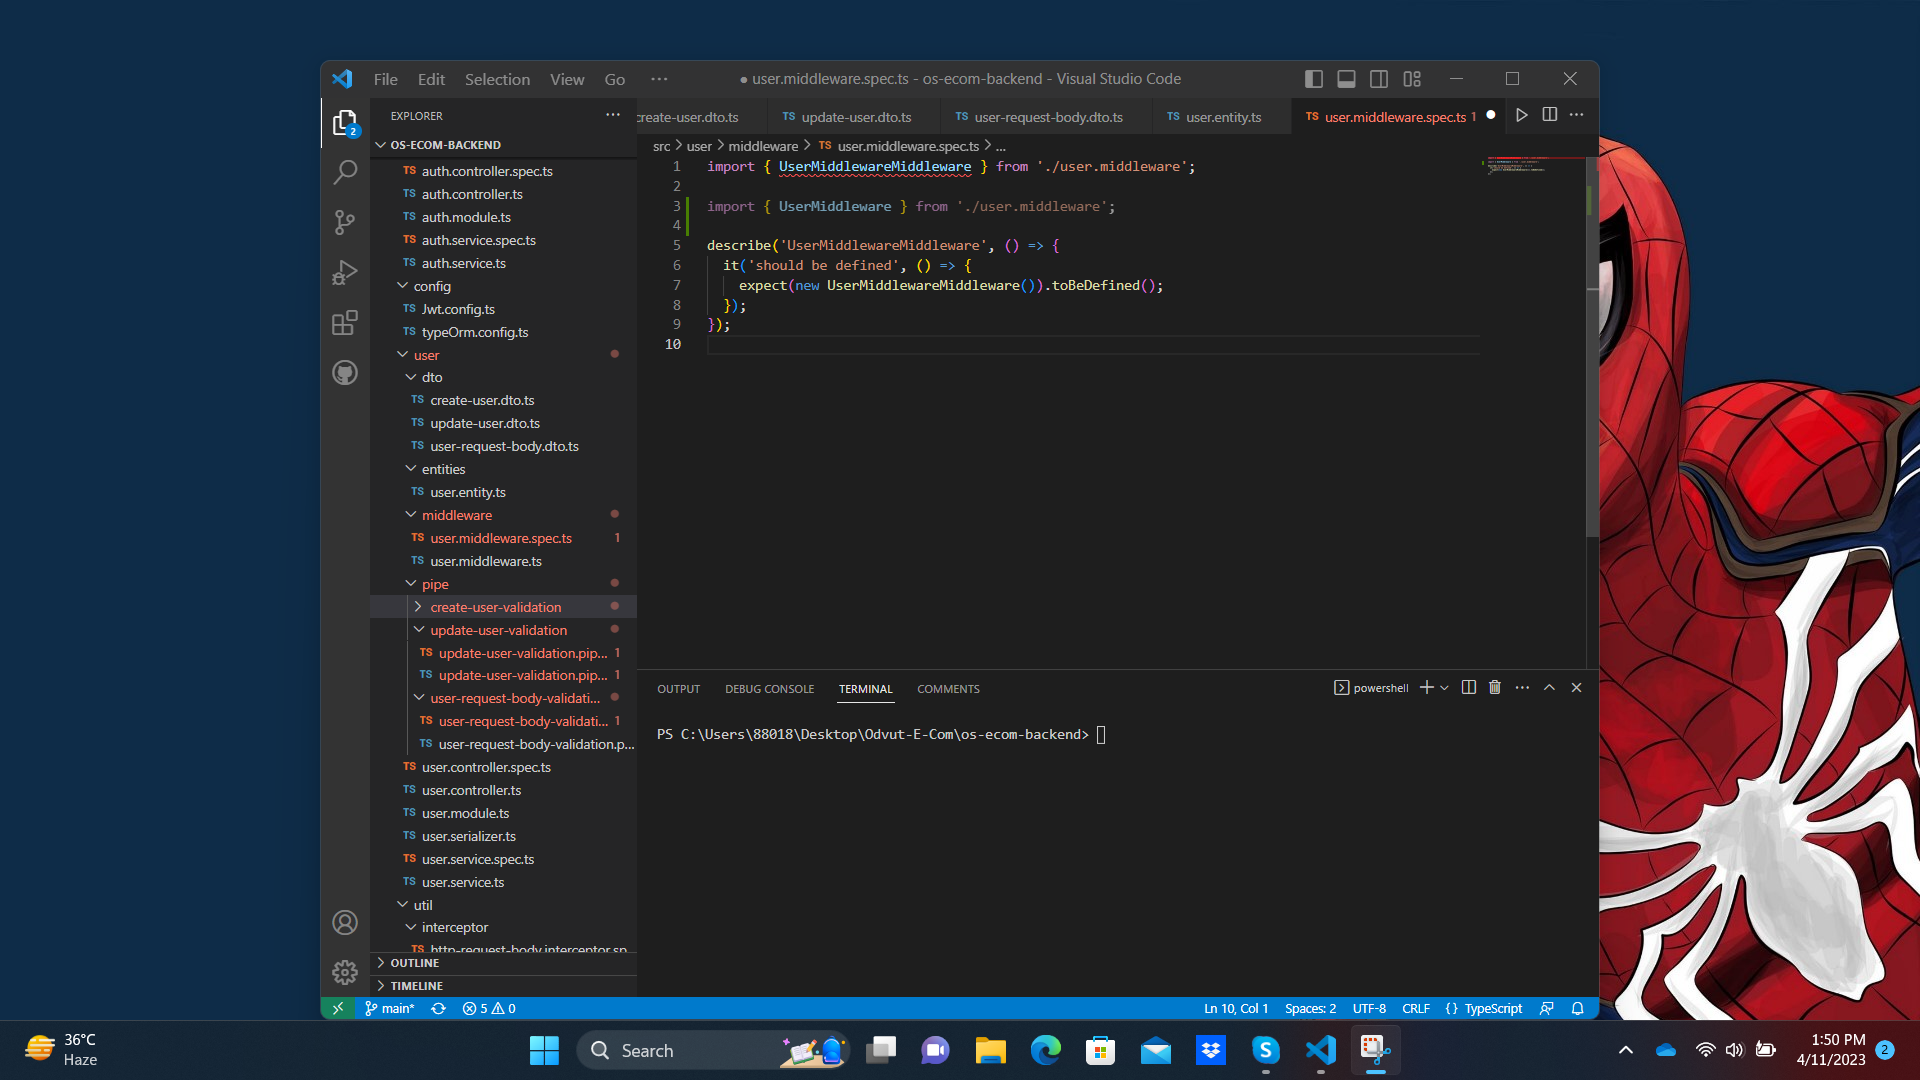 File Edit Selection View Go ··· ● user.middleware.spec.ts - os-ecom-backend - Visual Studio Code
EXPLORER
2
OS-ECOM-BACKEND
TS auth.controller.spec.ts
TS auth.controller.ts
TS auth.module.ts
TS auth.service.spec.ts
TS auth.service.ts
config
TS Jwt.config.ts
TS typeOrm.config.ts
user
dto
TS create-user.dto.ts
TS update-user.dto.ts
TS user-request-body.dto.ts
entities
TS user.entity.ts
middleware
TS user.middleware.spec.ts 1
TS user.middleware.ts
pipe
create-user-validation
update-user-validation
TS update-user-validation.pip... 1
TS update-user-validation.pip... 1
user-request-body-validati...
TS user-request-body-validati... 1
TS user-request-body-validation.p...
TS user.controller.spec.ts
TS user.controller.ts
TS user.module.ts
TS user.serializer.ts
TS user.service.spec.ts
TS user.service.ts
util
interceptor
TS http-request-body.interceptor.sp
OUTLINE
TIMELINE
create-user.dto.ts TS update-user.dto.ts TS user-request-body.dto.ts TS user.entity.ts TS user.middleware.spec.ts 1
src > user > middleware > TS user.middleware.spec.ts > ...
1 import { UserMiddlewareMiddleware } from './user.middleware';
2
3 import { UserMiddleware } from './user.middleware';
4
5 describe('UserMiddlewareMiddleware', () => {
6 it('should be defined', () => {
7 expect(new UserMiddlewareMiddleware()).toBeDefined();
8 });
9 });
10
OUTPUT DEBUG CONSOLE TERMINAL COMMENTS powershell
PS C:\Users\88018\Desktop\Odvut-E-Com\os-ecom-backend>
main* 5 0 Ln 10, Col 1 Spaces: 2 UTF-8 CRLF {} TypeScript
36°C
Haze
Search
S
1:50 PM
4/11/2023
2